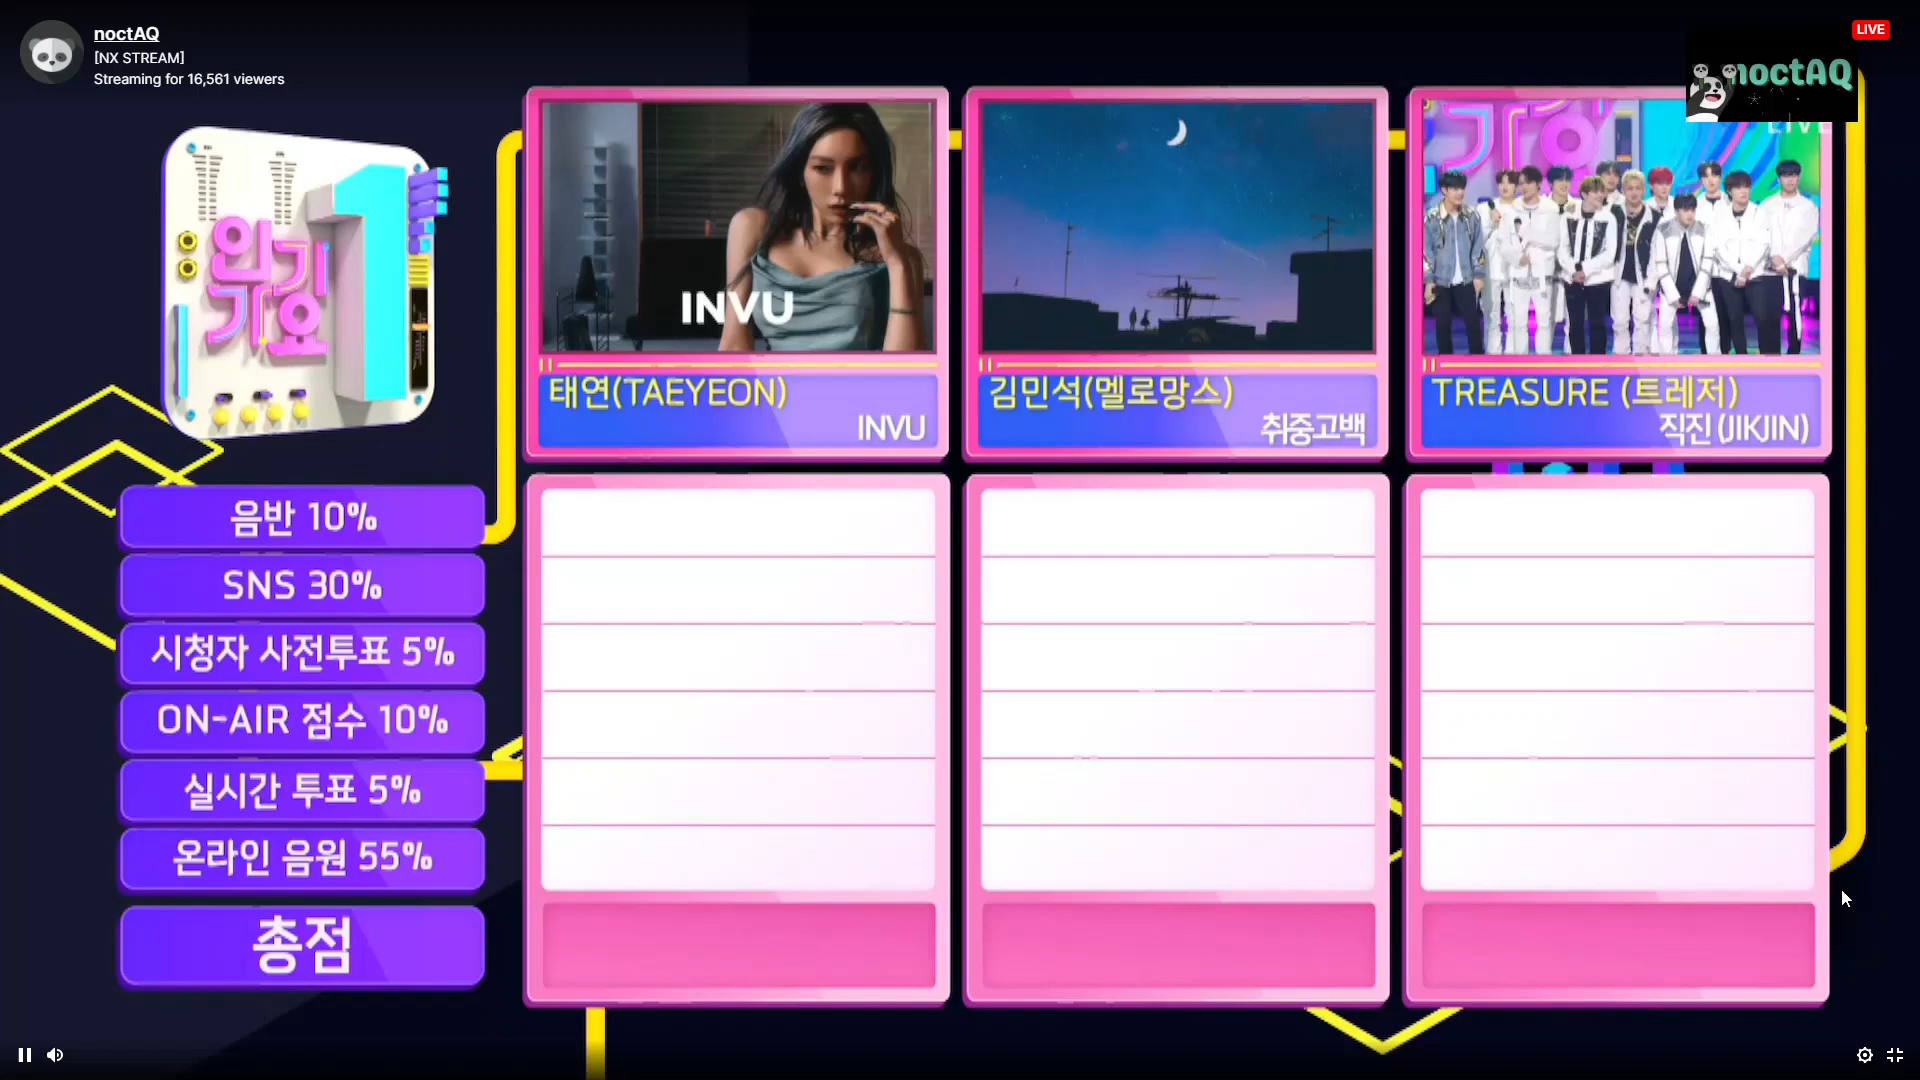 noctAQ
[NX STREAM]
Streaming for 16,561 viewers
LIVE
noctAQ
LIVE
인기가요 1
INVU
태연(TAEYEON)
INVU
김민석(멜로망스)
취중고백
TREASURE (트레저)
직진 (JIKJIN)
음반 10%
SNS 30%
시청자 사전투표 5%
ON-AIR 점수 10%
실시간 투표 5%
온라인 음원 55%
총점